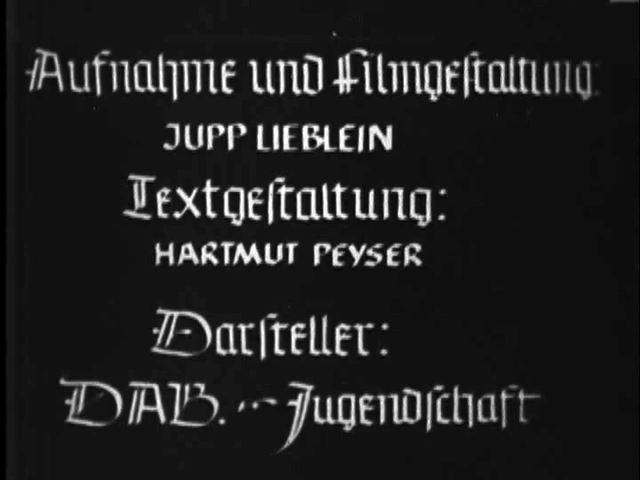 Aufnahme und Filmgestaltung:
JUPP LIEBLEIN
Textgestaltung:
HARTMUT PEYSER
Darsteller:
DAB.-Jugendschaft